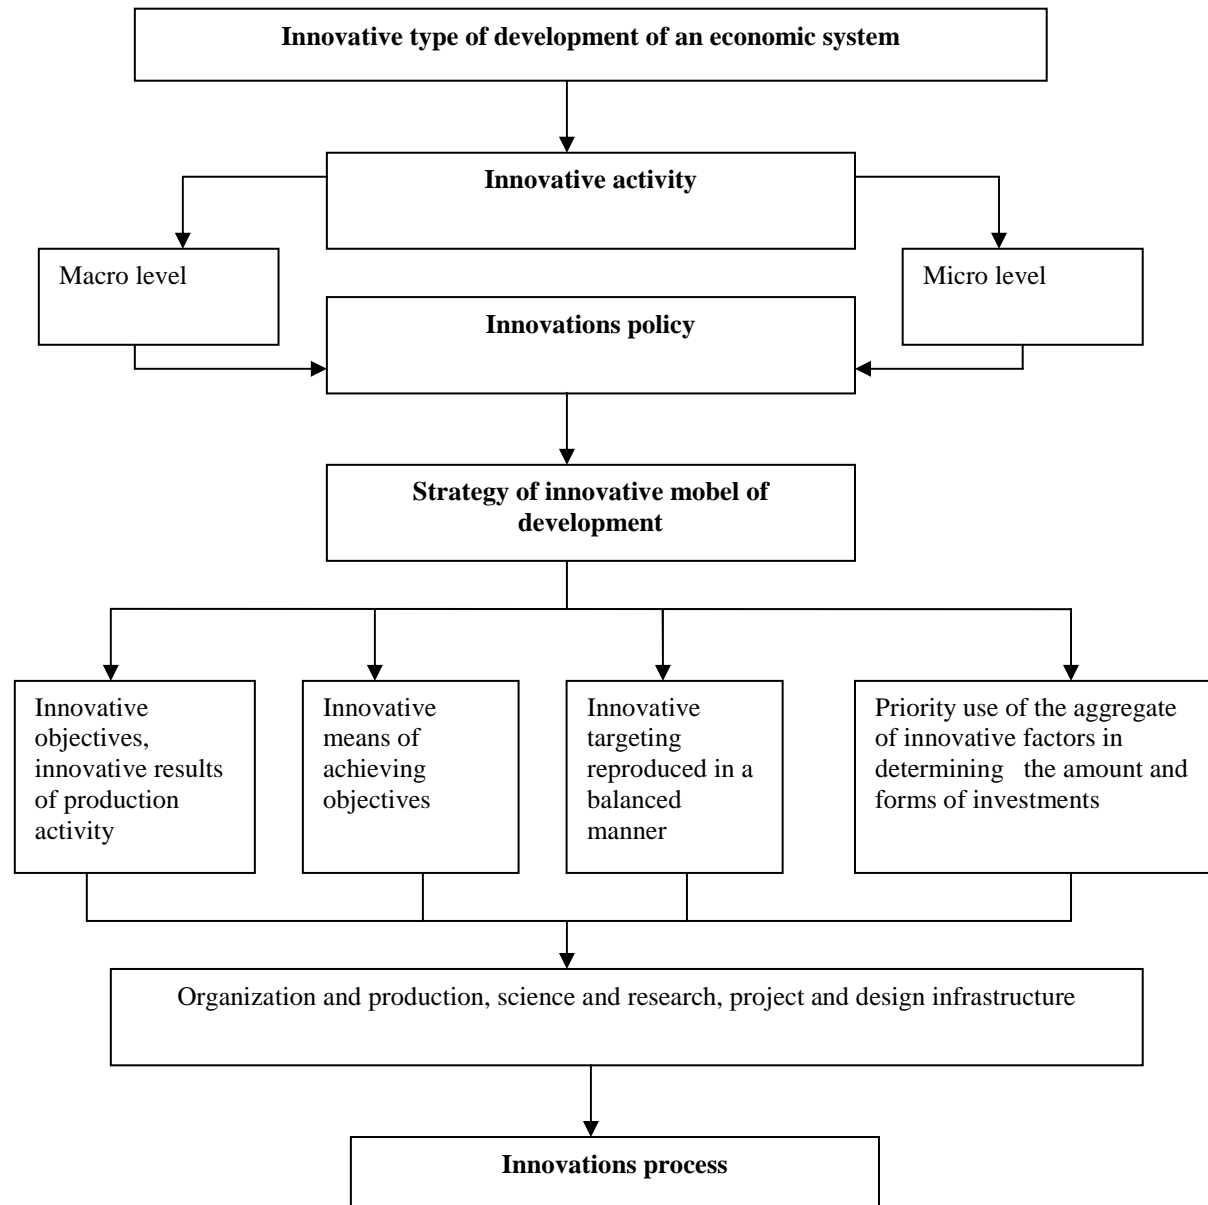 Innovative type of development of an economic system
Innovative activity
Macro level
Micro level
Innovations policy
Strategy of innovative mobel of
development
Innovative
objectives,
innovative results
of production
activity
Innovative
means of
achieving
objectives
Innovative
targeting
reproduced in a
balanced
manner
Priority use of the aggregate
of innovative factors in
determining   the amount and
forms of investments
Organization and production, science and research, project and design infrastructure
Innovations process